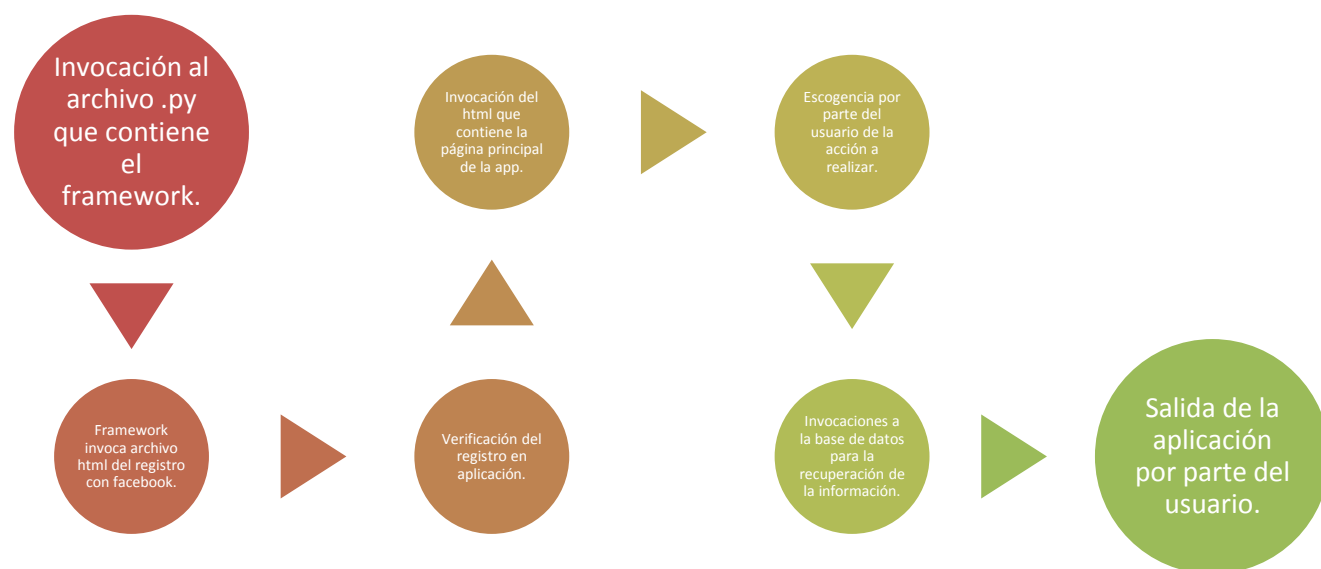 Invocación al
archivo .py
que contiene
el
framework.
Framework
invoca archivo
html del registro
con facebook.
Verificación del
registro en
aplicación.
Invocación del
html que
contiene la
página principal
de la app.
Escogencia por
parte del
usuario de la
acción a
realizar.
Invocaciones a
la base de datos
para la
recuperación de
la información.
Salida de la
aplicación
por parte del
usuario.